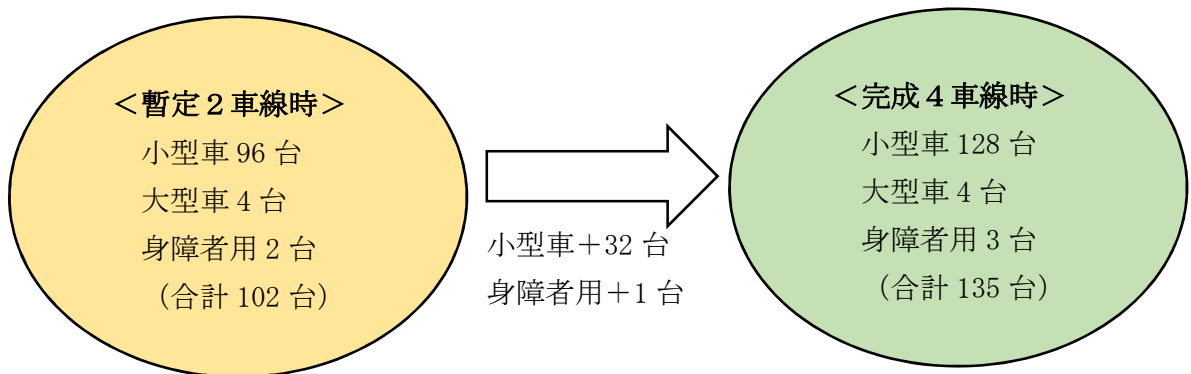 ＜暫定２車線時＞
小型車 96 台
大型車 4 台
身障者用 2 台
（合計 102 台）
小型車＋32 台
身障者用＋1 台
＜完成４車線時＞
小型車 128 台
大型車 4 台
身障者用 3 台
（合計 135 台）